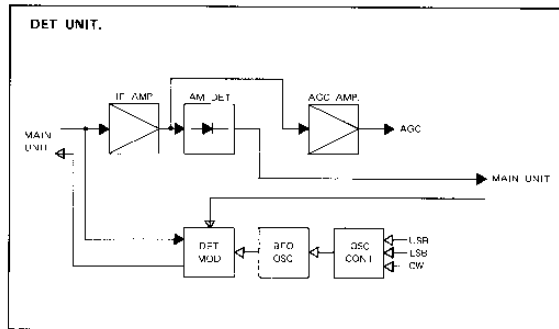 DET UNIT.
IF AMP
AM DET
AGC AMP.
MAIN
UNIT
AGC
MAIN UNIT
DET
MOD
BFO
OSC
OSC
CONT
USB
LSB
CW